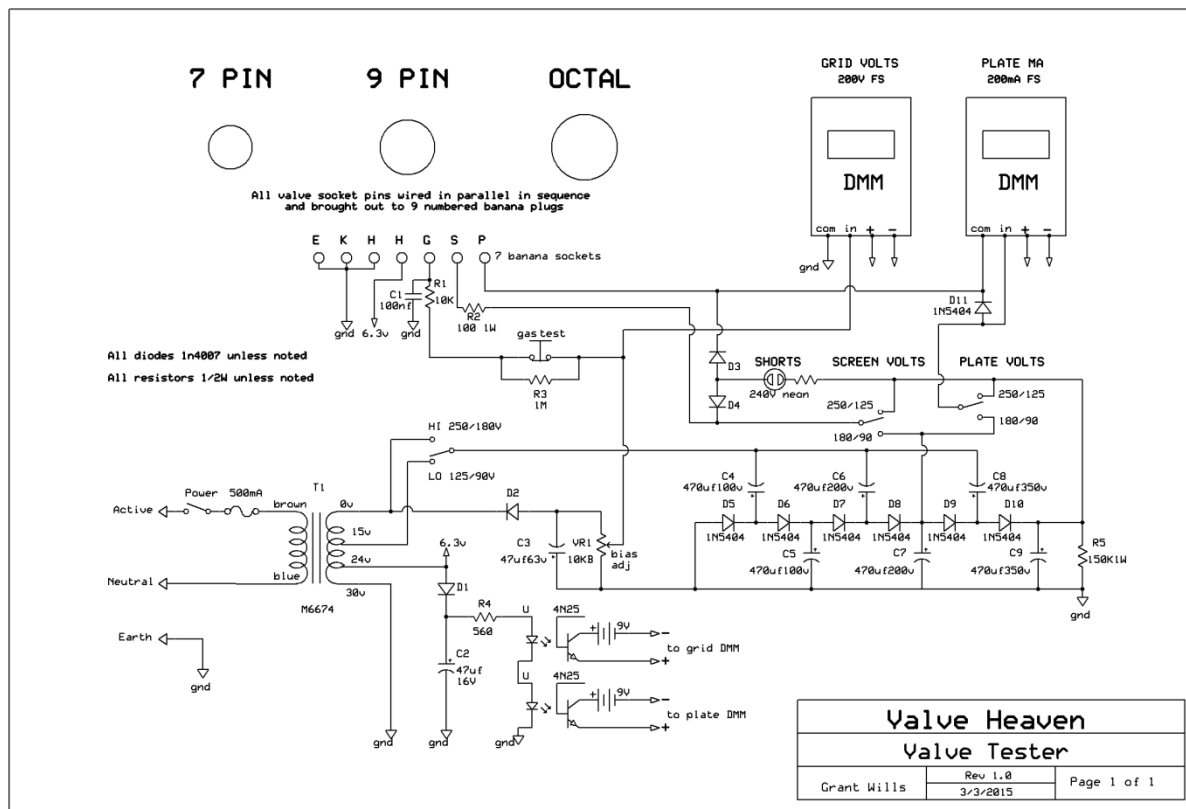 7 PIN
9 PIN
OCTAL
GRID VOLTS
200V FS
PLATE MA
200mA FS
DMM
DMM
com in + -
com in + -
gnd
All valve socket pins wired in parallel in sequence
and brought out to 9 numbered banana plugs
E K H H G S P
7 banana sockets
C1
100nf
R1
10K
R2
100 1W
gnd
6.3v
gnd
D11
1N5404
gas test
R3
1M
All diodes 1n4007 unless noted
All resistors 1/2W unless noted
D3
D4
SHORTS
240V neon
SCREEN VOLTS
250/125
180/90
PLATE VOLTS
250/125
180/90
HI 250/180V
LO 125/90V
Power
500mA
T1
Active
brown
0v
15v
24v
30v
Neutral
blue
M6674
Earth
gnd
D2
C3
47uf63v
VR1
10KB
bias
adj
6.3v
D1
R4
560
C2
47uf
16V
C4
470uf100v
C6
470uf200v
C8
470uf350v
D5
D6
D7
D8
D9
D10
1N5404
1N5404
1N5404
1N5404
1N5404
1N5404
C5
470uf100v
C7
470uf200v
C9
470uf350v
R5
150K1W
gnd
U
4N25
+
9V
-
+
to grid DMM
U
4N25
+
9V
-
+
to plate DMM
gnd
gnd
gnd
Valve Heaven
Valve Tester
Grant Wills
Rev 1.0
3/3/2015
Page 1 of 1